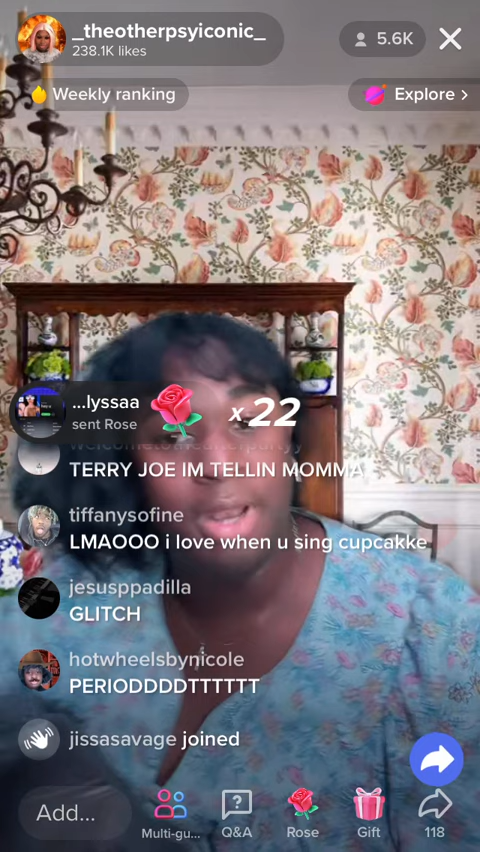 _theotherpsyiconic_
238.1K likes
5.6K
Weekly ranking
Explore >
...lyssaa
sent Rose
x22
TERRY JOE IM TELLIN MOMMA
tiffanysofine
LMAOOO i love when u sing cupcakke
jesusppadilla
GLITCH
hotwheelsbynicole
PERIODDDDTTTTTT
jissasavage joined
Add...
Multi-gu...
Q&A
Rose
Gift
118